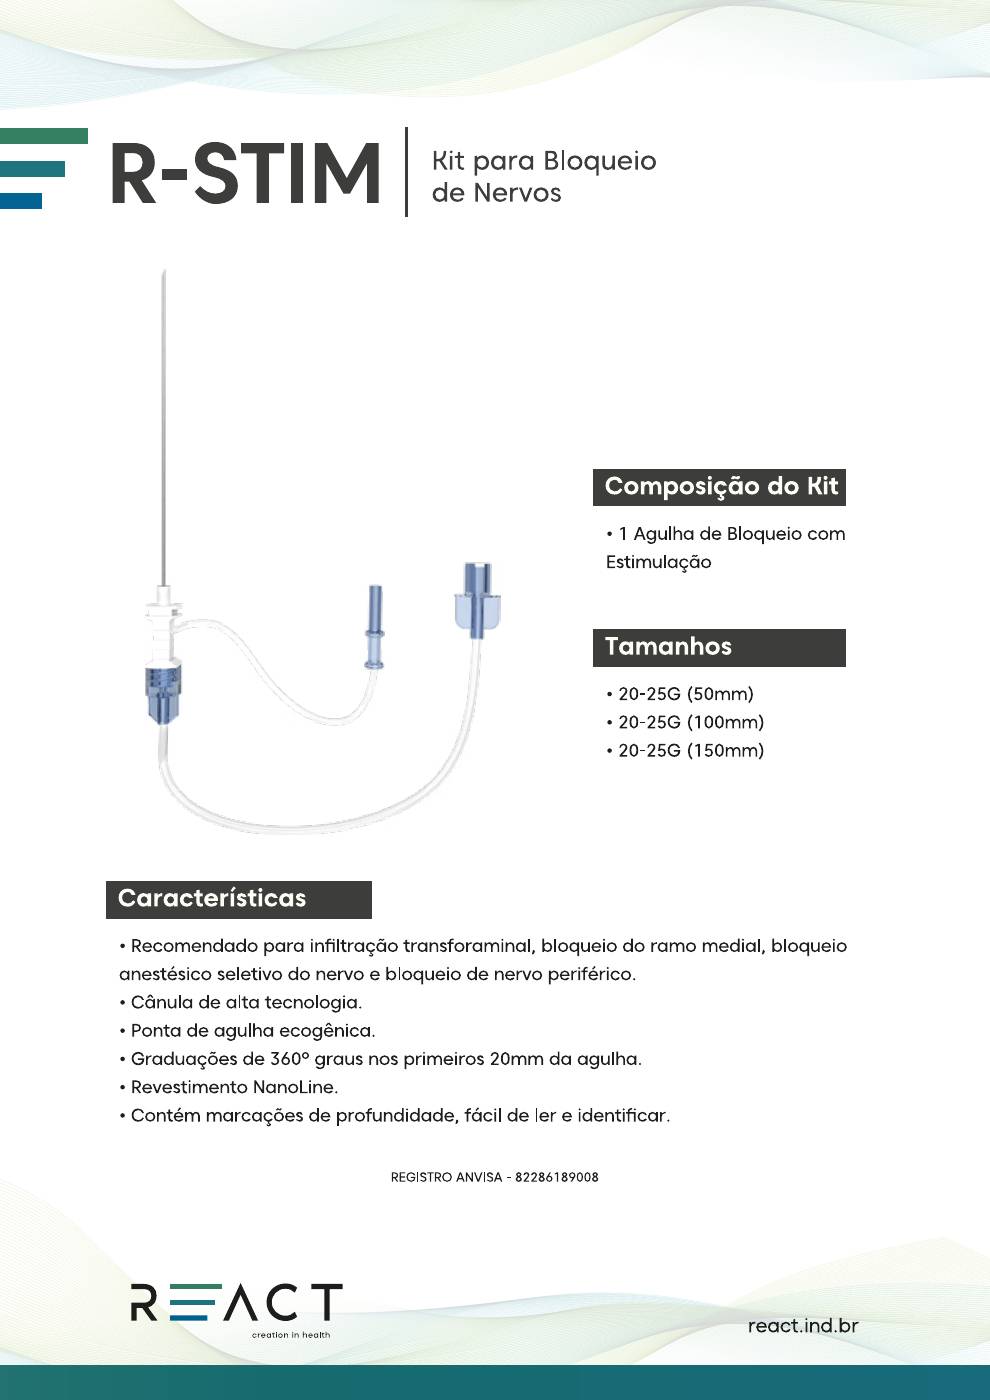 R-STIM
Kit para Bloqueio
de Nervos
Composição do Kit
• 1 Agulha de Bloqueio com
Estimulação
Tamanhos
• 20-25G (50mm)
• 20-25G (100mm)
• 20-25G (150mm)
Características
• Recomendado para infiltração transforaminal, bloqueio do ramo medial, bloqueio
anestésico seletivo do nervo e bloqueio de nervo periférico.
• Cânula de alta tecnologia.
• Ponta de agulha ecogênica.
• Graduações de 360º graus nos primeiros 20mm da agulha.
• Revestimento NanoLine.
• Contém marcações de profundidade, fácil de ler e identificar.
REGISTRO ANVISA - 82286189008
REACT
creation in health
react.ind.br